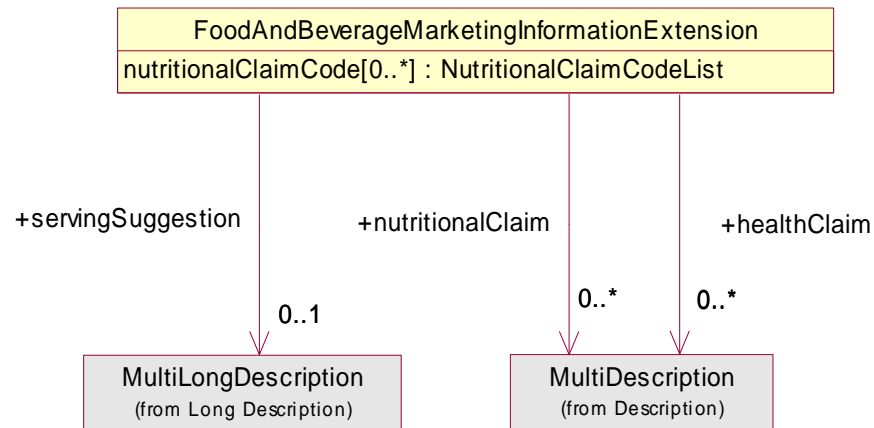 FoodAndBeverageMarketingInformationExtension
nutritionalClaimCode[0..*] : NutritionalClaimCodeList
+servingSuggestion
+nutritionalClaim
+healthClaim
0..1
0..*
0..*
MultiLongDescription
(from Long Description)
MultiDescription
(from Description)